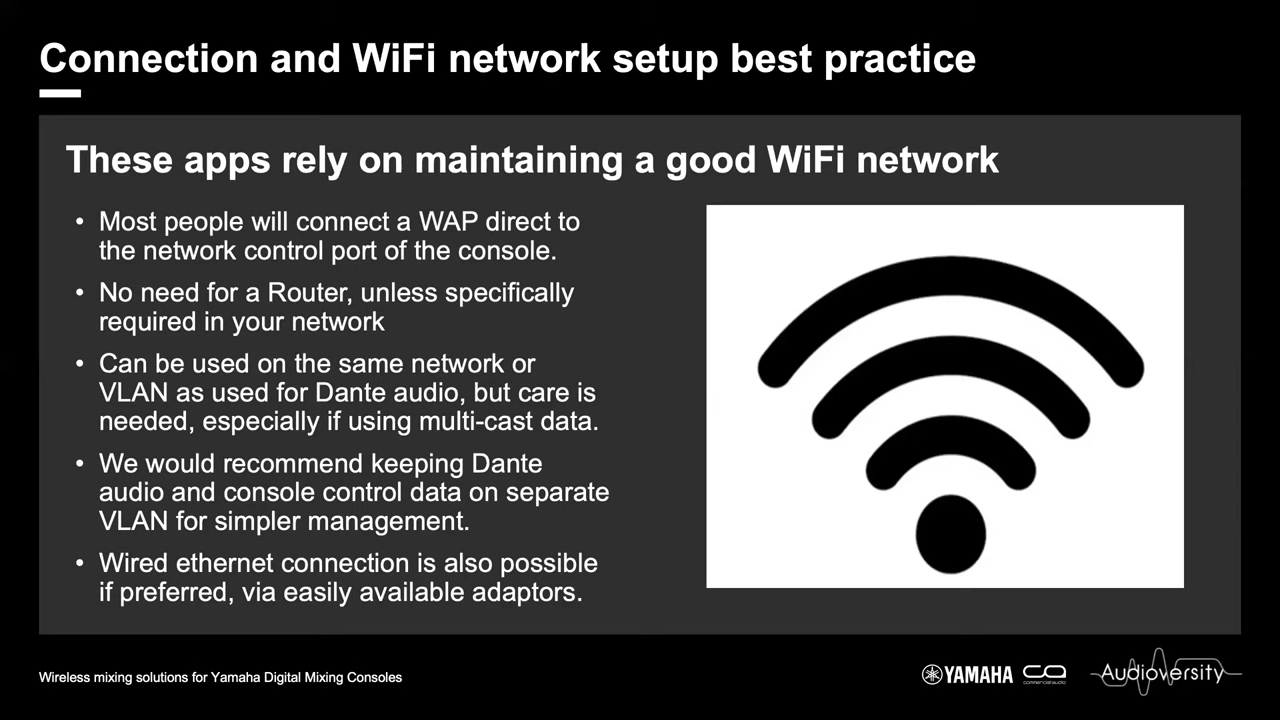 Connection and WiFi network setup best practice
These apps rely on maintaining a good WiFi network
• Most people will connect a WAP direct to
the network control port of the console.
• No need for a Router, unless specifically
required in your network
• Can be used on the same network or
VLAN as used for Dante audio, but care is
needed, especially if using multi-cast data.
• We would recommend keeping Dante
audio and console control data on separate
VLAN for simpler management.
• Wired ethernet connection is also possible
if preferred, via easily available adaptors.
Wireless mixing solutions for Yamaha Digital Mixing Consoles
YAMAHA
ca
commercial audio
Audioversity